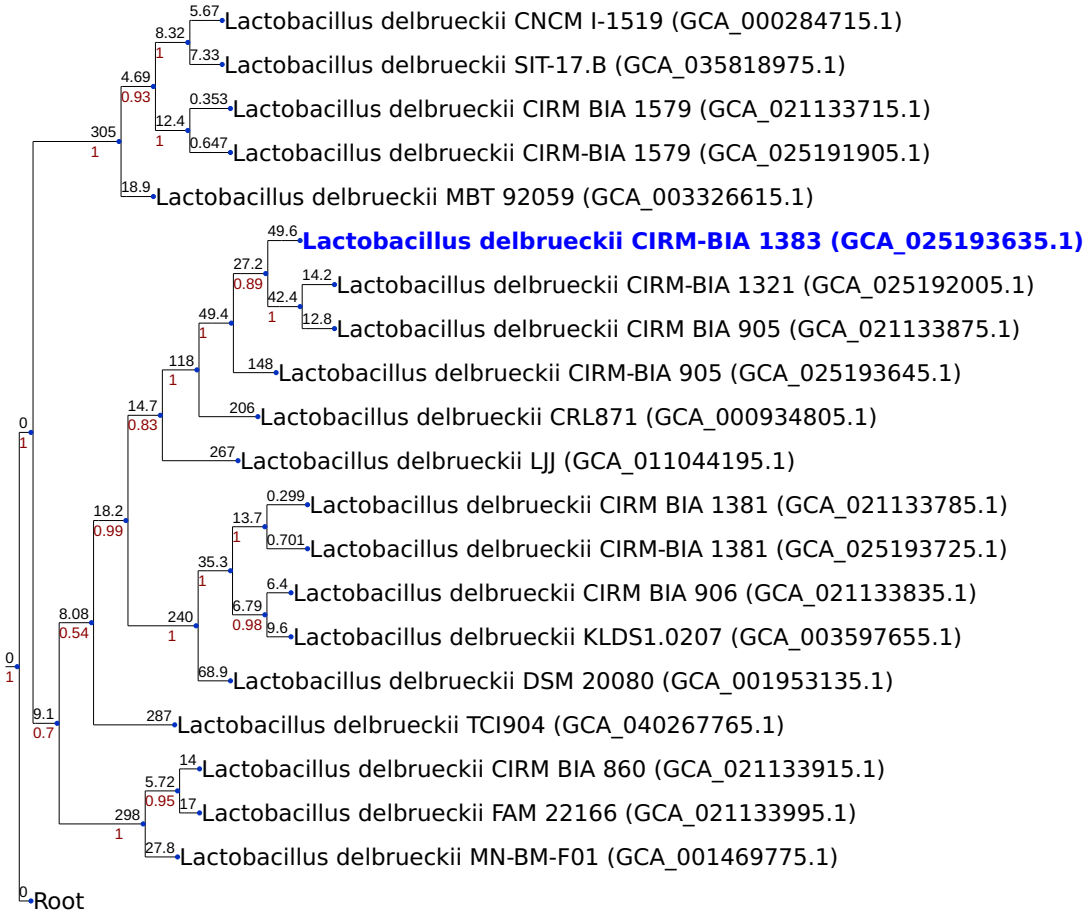 5.67
Lactobacillus delbrueckii CNCM I-1519 (GCA_000284715.1)
8.32
1
7.33
Lactobacillus delbrueckii SIT-17.B (GCA_035818975.1)
4.69
0.93
0.353
Lactobacillus delbrueckii CIRM BIA 1579 (GCA_021133715.1)
12.4
1
0.647
Lactobacillus delbrueckii CIRM-BIA 1579 (GCA_025191905.1)
305
1
18.9
Lactobacillus delbrueckii MBT 92059 (GCA_003326615.1)
49.6
Lactobacillus delbrueckii CIRM-BIA 1383 (GCA_025193635.1)
27.2
0.89
14.2
Lactobacillus delbrueckii CIRM-BIA 1321 (GCA_025192005.1)
42.4
1
12.8
Lactobacillus delbrueckii CIRM BIA 905 (GCA_021133875.1)
49.4
1
148
Lactobacillus delbrueckii CIRM-BIA 905 (GCA_025193645.1)
118
1
206
Lactobacillus delbrueckii CRL871 (GCA_000934805.1)
14.7
0.83
267
Lactobacillus delbrueckii LJJ (GCA_011044195.1)
0
1
18.2
0.99
0.299
Lactobacillus delbrueckii CIRM BIA 1381 (GCA_021133785.1)
13.7
1
0.701
Lactobacillus delbrueckii CIRM-BIA 1381 (GCA_025193725.1)
35.3
1
6.4
Lactobacillus delbrueckii CIRM BIA 906 (GCA_021133835.1)
6.79
0.98
9.6
Lactobacillus delbrueckii KLDS1.0207 (GCA_003597655.1)
240
1
8.08
0.54
68.9
Lactobacillus delbrueckii DSM 20080 (GCA_001953135.1)
0
1
9.1
0.7
287
Lactobacillus delbrueckii TCI904 (GCA_040267765.1)
14
Lactobacillus delbrueckii CIRM BIA 860 (GCA_021133915.1)
5.72
0.95
17
Lactobacillus delbrueckii FAM 22166 (GCA_021133995.1)
298
1
27.8
Lactobacillus delbrueckii MN-BM-F01 (GCA_001469775.1)
0
Root